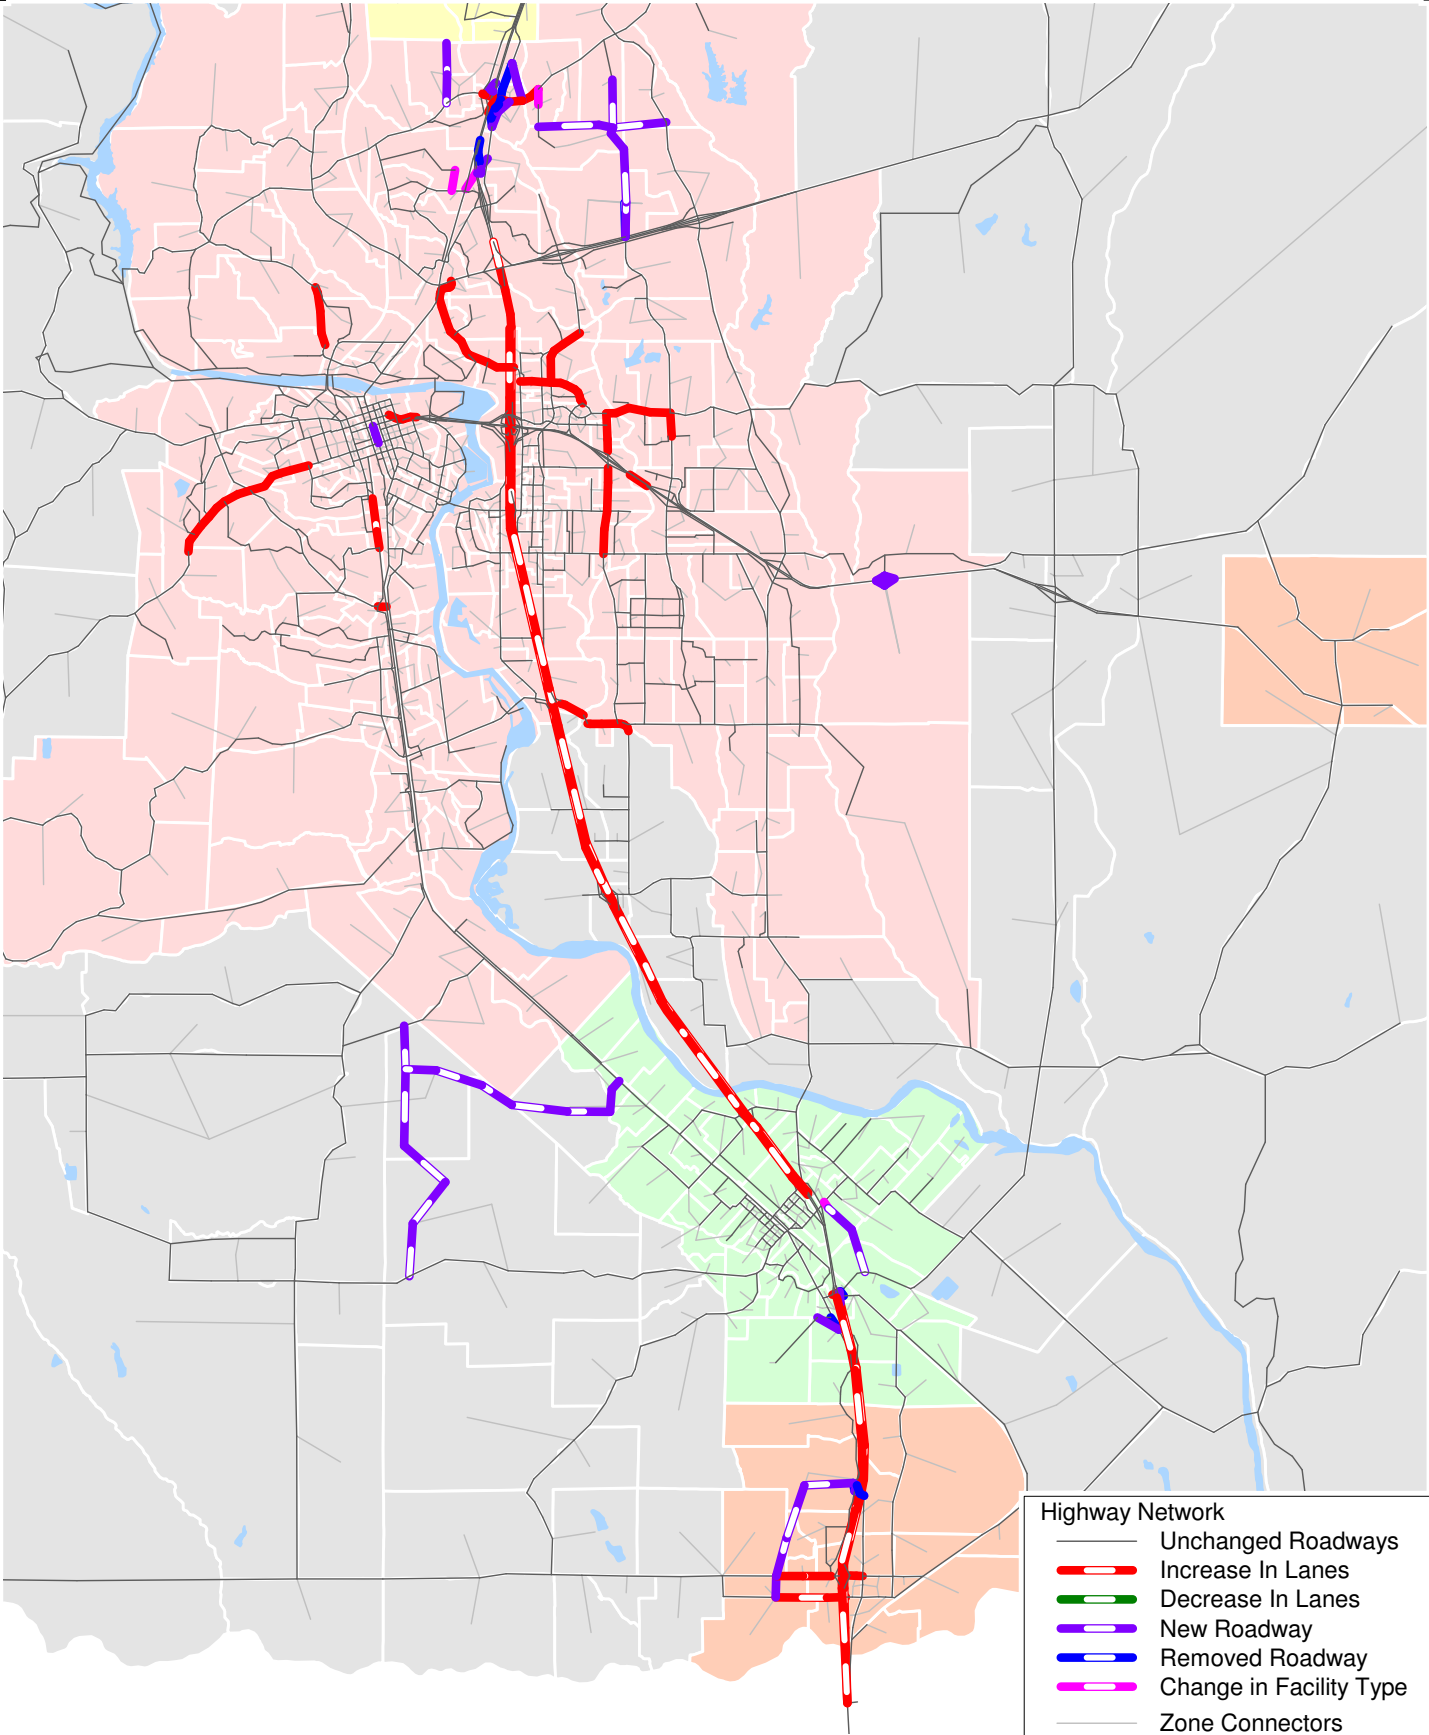 Highway Network
Unchanged Roadways
Increase In Lanes
Decrease In Lanes
New Roadway
Removed Roadway
Change in Facility Type
Zone Connectors